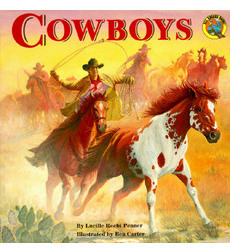 COWBOYS
By Lucille Recht Penner
Illustrated by Ben Carter